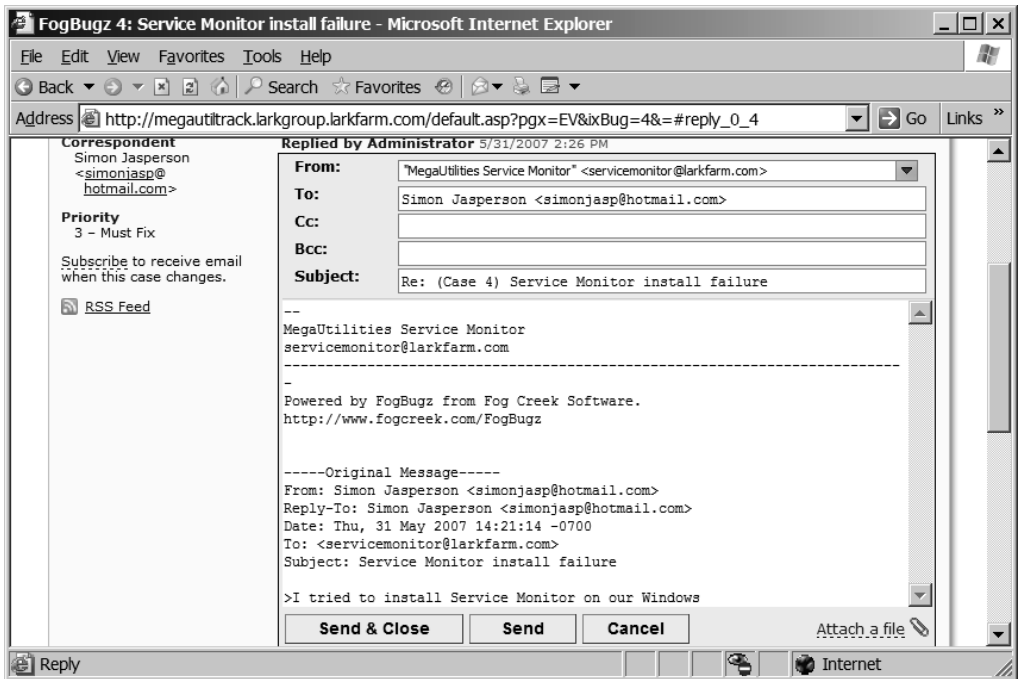 FogBugz 4: Service Monitor install failure - Microsoft Internet Explorer
File Edit View Favorites Tools Help
Back Search Favorites
Address http://megautiltrack.larkgroup.larkfarm.com/default.asp?pgx=EV&ixBug=4&=#reply_0_4 Go Links »
Correspondent
Simon Jasperson
<simonjasp@
hotmail.com>
Priority
3 – Must Fix
Subscribe to receive email
when this case changes.
RSS Feed
Replied by Administrator 5/31/2007 2:26 PM
From: "MegaUtilities Service Monitor" <servicemonitor@larkfarm.com>
To: Simon Jasperson <simonjasp@hotmail.com>
Cc:
Bcc:
Subject: Re: (Case 4) Service Monitor install failure
--
MegaUtilities Service Monitor
servicemonitor@larkfarm.com
--------------------------------------------------------------------------
-
Powered by FogBugz from Fog Creek Software.
http://www.fogcreek.com/FogBugz
-----Original Message-----
From: Simon Jasperson <simonjasp@hotmail.com>
Reply-To: Simon Jasperson <simonjasp@hotmail.com>
Date: Thu, 31 May 2007 14:21:14 -0700
To: <servicemonitor@larkfarm.com>
Subject: Service Monitor install failure
>I tried to install Service Monitor on our Windows
Send & Close Send Cancel Attach a file
Reply Internet